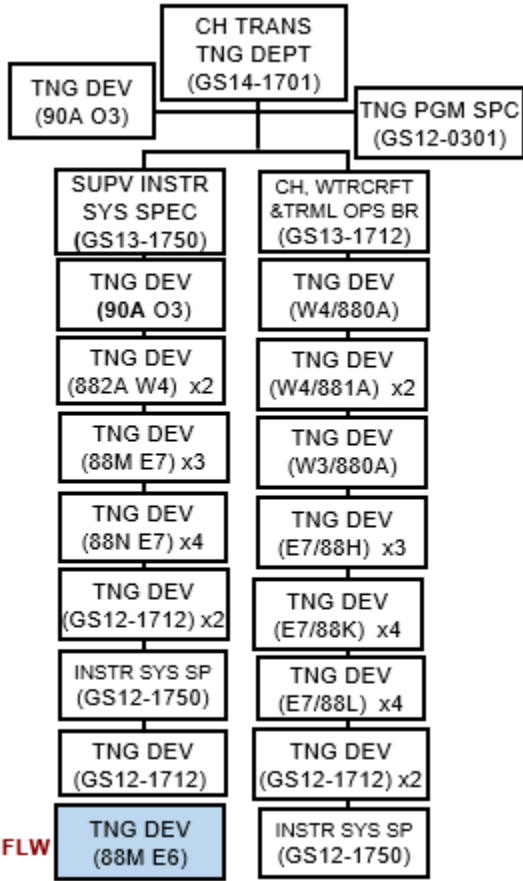 CH TRANS
TNG DEPT
(GS14-1701)
TNG DEV
(90A O3)
TNG PGM SPC
(GS12-0301)
SUPV INSTR
SYS SPEC
(GS13-1750)
TNG DEV
(90A O3)
TNG DEV
(882A W4) x2
TNG DEV
(88M E7) x3
TNG DEV
(88N E7) x4
TNG DEV
(GS12-1712) x2
INSTR SYS SP
(GS12-1750)
TNG DEV
(GS12-1712)
FLW
TNG DEV
(88M E6)
CH, WTRCRFT
&TRML OPS BR
(GS13-1712)
TNG DEV
(W4/880A)
TNG DEV
(W4/881A) x2
TNG DEV
(W3/880A)
TNG DEV
(E7/88H) x3
TNG DEV
(E7/88K) x4
TNG DEV
(E7/88L) x4
TNG DEV
(GS12-1712) x2
INSTR SYS SP
(GS12-1750)